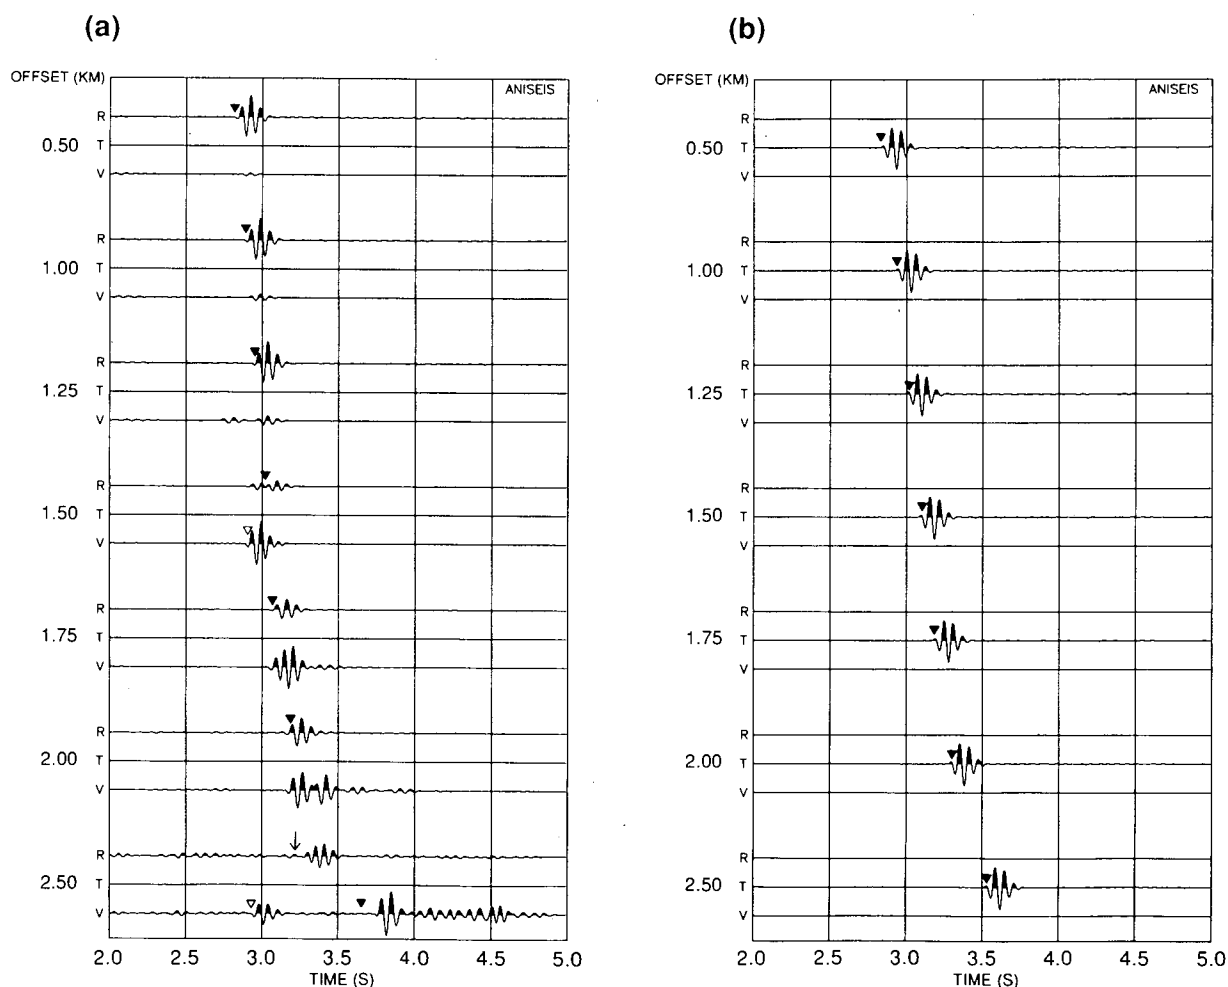 (a)
OFFSET (KM)
ANISEIS
R
0.50 T
V
R
1.00 T
V
R
1.25 T
V
R
1.50 T
V
R
1.75 T
V
R
2.00 T
V
R
2.50 T
V
2.0 2.5 3.0 3.5 4.0 4.5 5.0
TIME (S)
(b)
OFFSET (KM)
ANISEIS
R
0.50 T
V
R
1.00 T
V
R
1.25 T
V
R
1.50 T
V
R
1.75 T
V
R
2.00 T
V
R
2.50 T
V
2.0 2.5 3.0 3.5 4.0 4.5 5.0
TIME (S)